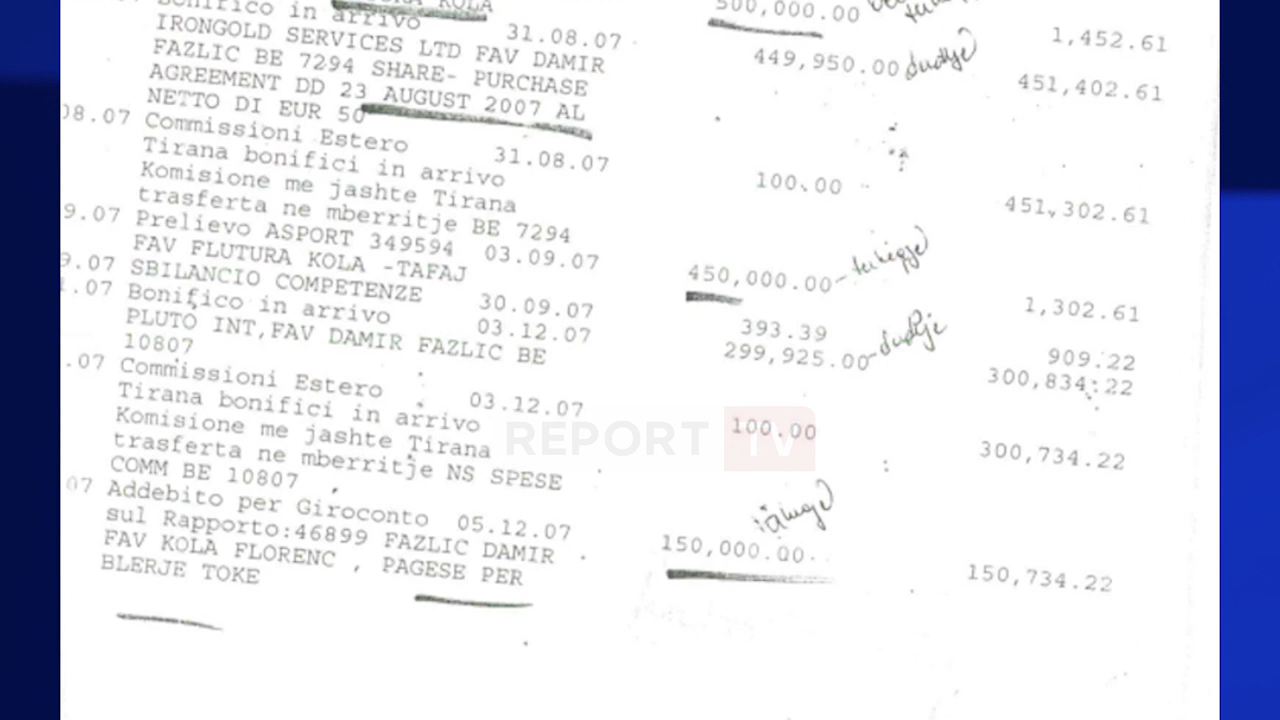 KOLA
Bonifico in arrivo 31.08.07 500,000.00 1,452.61
IRONGOLD SERVICES LTD FAV DAMIR 449,950.00 451,402.61
FAZLIC BE 7294 SHARE- PURCHASE
AGREEMENT DD 23 AUGUST 2007 AL
NETTO DI EUR 50
08.07 Commissioni Estero 31.08.07 100.00 451,302.61
Tirana bonifici in arrivo
Komisione me jashte Tirana
trasferta ne mberritje BE 7294
9.07 Prelievo ASPORT 349594 03.09.07 450,000.00 1,302.61
FAV FLUTURA KOLA -TAFAJ
9.07 SBILANCIO COMPETENZE 30.09.07 393.39 909.22
.07 Bonifico in arrivo 03.12.07 299,925.00 300,834.22
PLUTO INT,FAV DAMIR FAZLIC BE
10807
.07 Commissioni Estero 03.12.07 100.00 300,734.22
Tirana bonifici in arrivo
Komisione me jashte Tirana
trasferta ne mberritje NS SPESE
COMM BE 10807
07 Addebito per Giroconto 05.12.07 150,000.00 150,734.22
sul Rapporto:46899 FAZLIC DAMIR
FAV KOLA FLORENC , PAGESE PER
BLERJE TOKE
REPORT TV